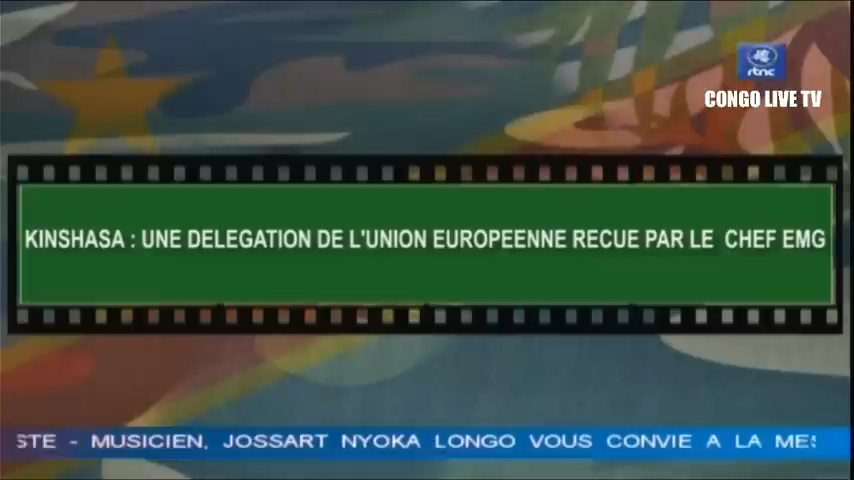 rtnc
CONGO LIVE TV
KINSHASA : UNE DELEGATION DE L'UNION EUROPEENNE RECUE PAR LE CHEF EMG
STE - MUSICIEN, JOSSART NYOKA LONGO VOUS CONVIE A LA MES